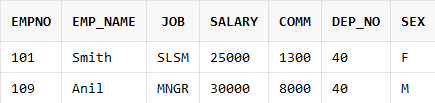 EMPNO EMP_NAME JOB SALARY COMM DEP_NO SEX
101 Smith SLSM 25000 1300 40 F
109 Anil MNGR 30000 8000 40 M